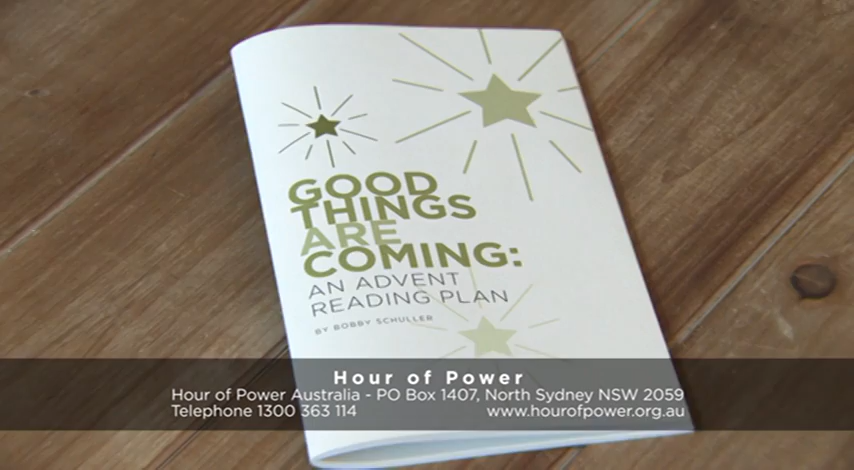 GOOD
THINGS
ARE
COMING:
AN ADVENT
READING PLAN
BY BOBBY SCHULLER
Hour of Power
Hour of Power Australia - PO Box 1407, North Sydney NSW 2059
Telephone 1300 363 114 www.hourofpower.org.au